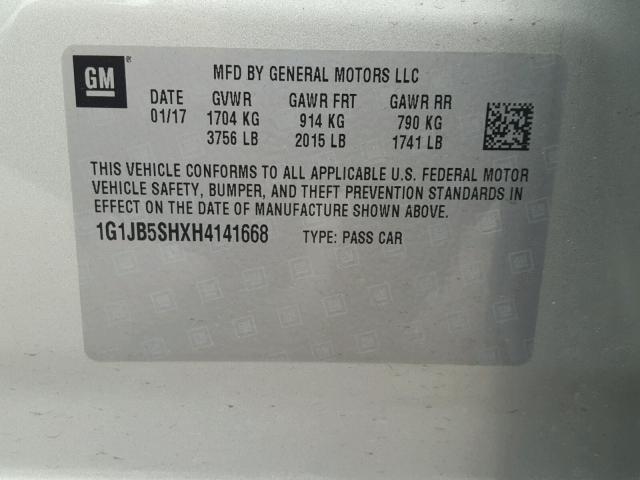 GM ®
MFD BY GENERAL MOTORS LLC
DATE GVWR GAWR FRT GAWR RR
01/17 1704 KG 914 KG 790 KG
3756 LB 2015 LB 1741 LB
THIS VEHICLE CONFORMS TO ALL APPLICABLE U.S. FEDERAL MOTOR
VEHICLE SAFETY, BUMPER, AND THEFT PREVENTION STANDARDS IN
EFFECT ON THE DATE OF MANUFACTURE SHOWN ABOVE.
1G1JB5SHXH4141668 TYPE: PASS CAR